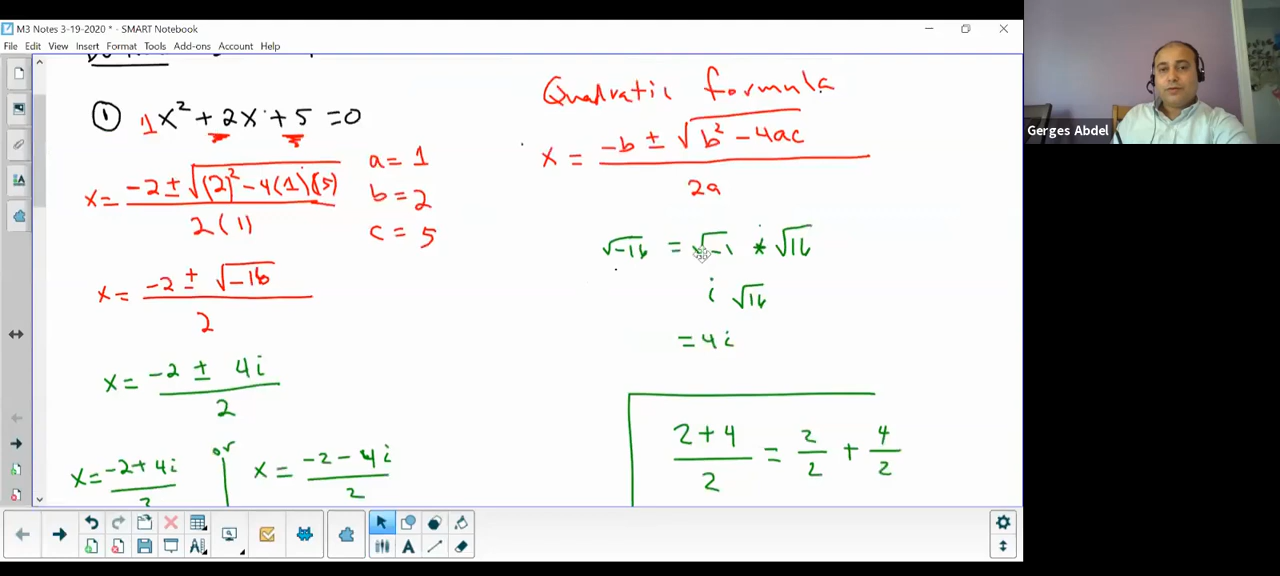 M3 Notes 3-19-2020 * - SMART Notebook
File Edit View Insert Format Tools Add-ons Account Help
① 1x² + 2x + 5 = 0
x = -2 ± √(2)² - 4(1)(5)
2(1)
a = 1
b = 2
c = 5
x = -2 ± √-16
2
x = -2 ± 4i
2
x = -2 + 4i
2
or
x = -2 - 4i
2
Quadratic formula
x = -b ± √b² - 4ac
2a
√-16 = √-1 * √16
i √16
= 4i
2 + 4 = 2 + 4
2 2 2
Gerges Abdel